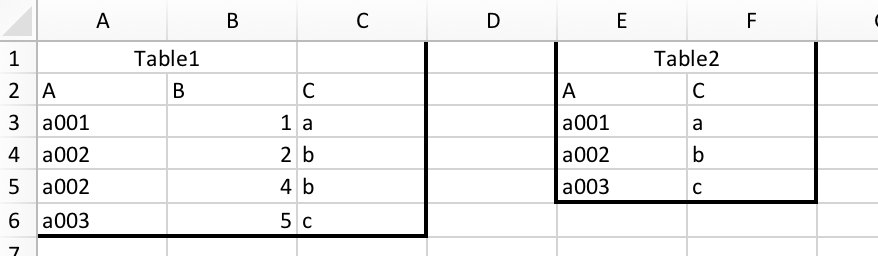 A B C D E F
1 Table1 Table2
2 A B C A C
3 a001 1 a a001 a
4 a002 2 b a002 b
5 a002 4 b a003 c
6 a003 5 c
7